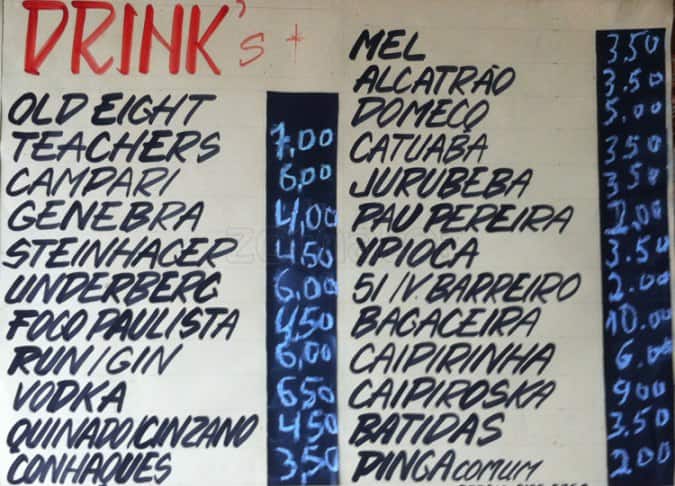 DRINK's +
OLD EIGHT
TEACHERS 7,00
CAMPARI 6,00
GENEBRA 4,00
STEINHAGER 4,50
UNDERBERG 6,00
FOGO PAULISTA 4,50
RUN/GIN 6,00
VODKA 6,50
QUINADO/CINZANO 4,50
CONHAQUES 3,50
MEL 3.50
ALCATRÃO 3.50
DOMECQ 5.00
CATUABA 3.50
JURUBEBA 3.50
PAU PEREIRA 2,00
YPIOCA 3.50
51/IV BARREIRO 2.00
BAGACEIRA 10.00
CAIPIRINHA 6.00
CAIPIROSKA 9,00
BATIDAS 3.50
PINGA comum 2,00